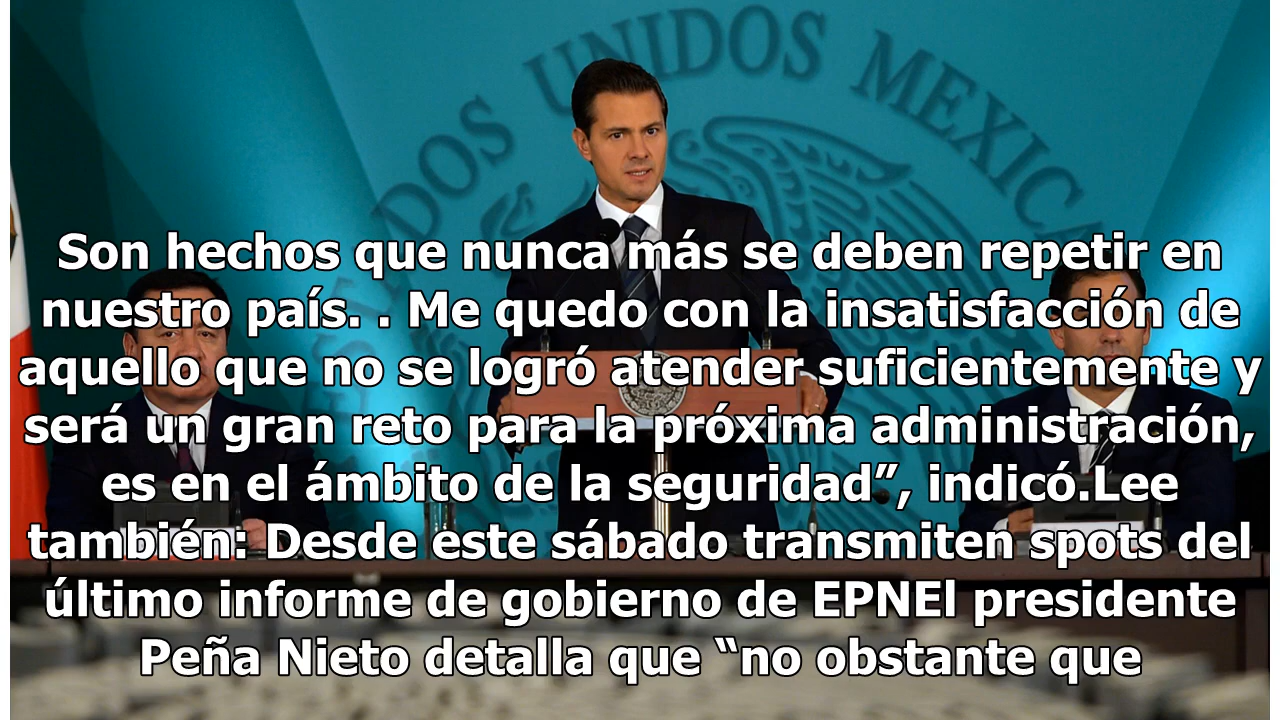 ESTADOS UNIDOS MEXICANOS
Son hechos que nunca más se deben repetir en
nuestro país. . Me quedo con la insatisfacción de
aquello que no se logró atender suficientemente y
será un gran reto para la próxima administración,
es en el ámbito de la seguridad”, indicó.Lee
también: Desde este sábado transmiten spots del
último informe de gobierno de EPNEl presidente
Peña Nieto detalla que “no obstante que